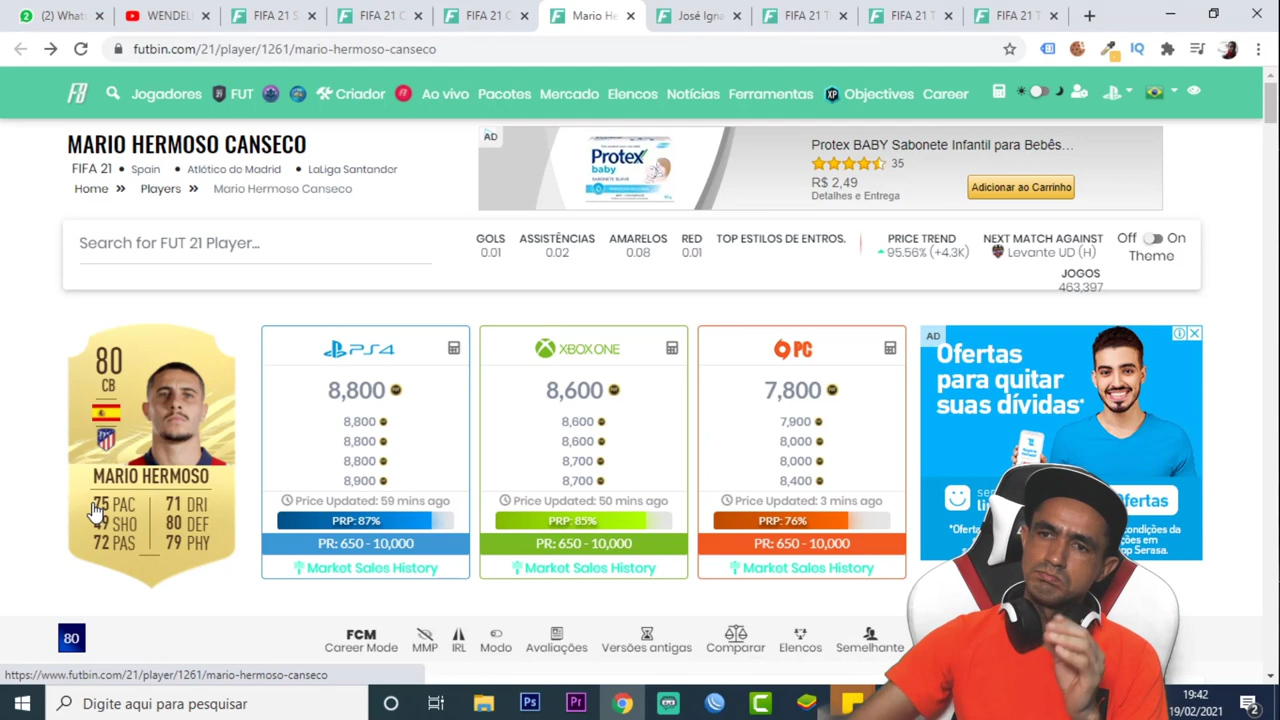 (2) Whats
WENDELL
FIFA 21 S
FIFA 21 C
FIFA 21 C
Mario He
José Igna
FIFA 21 T
FIFA 21 T
FIFA 21 T
futbin.com/21/player/1261/mario-hermoso-canseco
IQ
Jogadores FUT Criador Ao vivo Pacotes Mercado Elencos Notícias Ferramentas XP Objectives Career
MARIO HERMOSO CANSECO
FIFA 21 • Spain • Atlético de Madrid • LaLiga Santander
Home » Players » Mario Hermoso Canseco
AD
Protex
baby
Protex BABY Sabonete Infantil para Bebês...
35
R$ 2,49
Detalhes e Entrega
Adicionar ao Carrinho
Search for FUT 21 Player...
GOLS ASSISTÊNCIAS AMARELOS RED TOP ESTILOS DE ENTROS.
0.01 0.02 0.08 0.01
PRICE TREND
95.56% (+4.3K)
NEXT MATCH AGAINST
Levante UD (H)
JOGOS
463,397
Off On
Theme
80
CB
MARIO HERMOSO
75 PAC 71 DRI
SHO 80 DEF
72 PAS 79 PHY
PS4
8,800
8,800
8,800
8,800
8,900
Price Updated: 59 mins ago
PRP: 87%
PR: 650 - 10,000
Market Sales History
XBOX ONE
8,600
8,600
8,600
8,700
8,700
Price Updated: 50 mins ago
PRP: 85%
PR: 650 - 10,000
Market Sales History
PC
7,800
7,900
8,000
8,000
8,400
Price Updated: 3 mins ago
PRP: 76%
PR: 650 - 10,000
Market Sales History
AD
Ofertas
para quitar
suas dívidas*
80
FCM
Career Mode
MMP
IRL
Modo
Avaliações
Versões antigas
Comparar
Elencos
Semelhante
https://www.futbin.com/21/player/1261/mario-hermoso-canseco
Digite aqui para pesquisar
Ps
Pr
19:42
19/02/2021
2